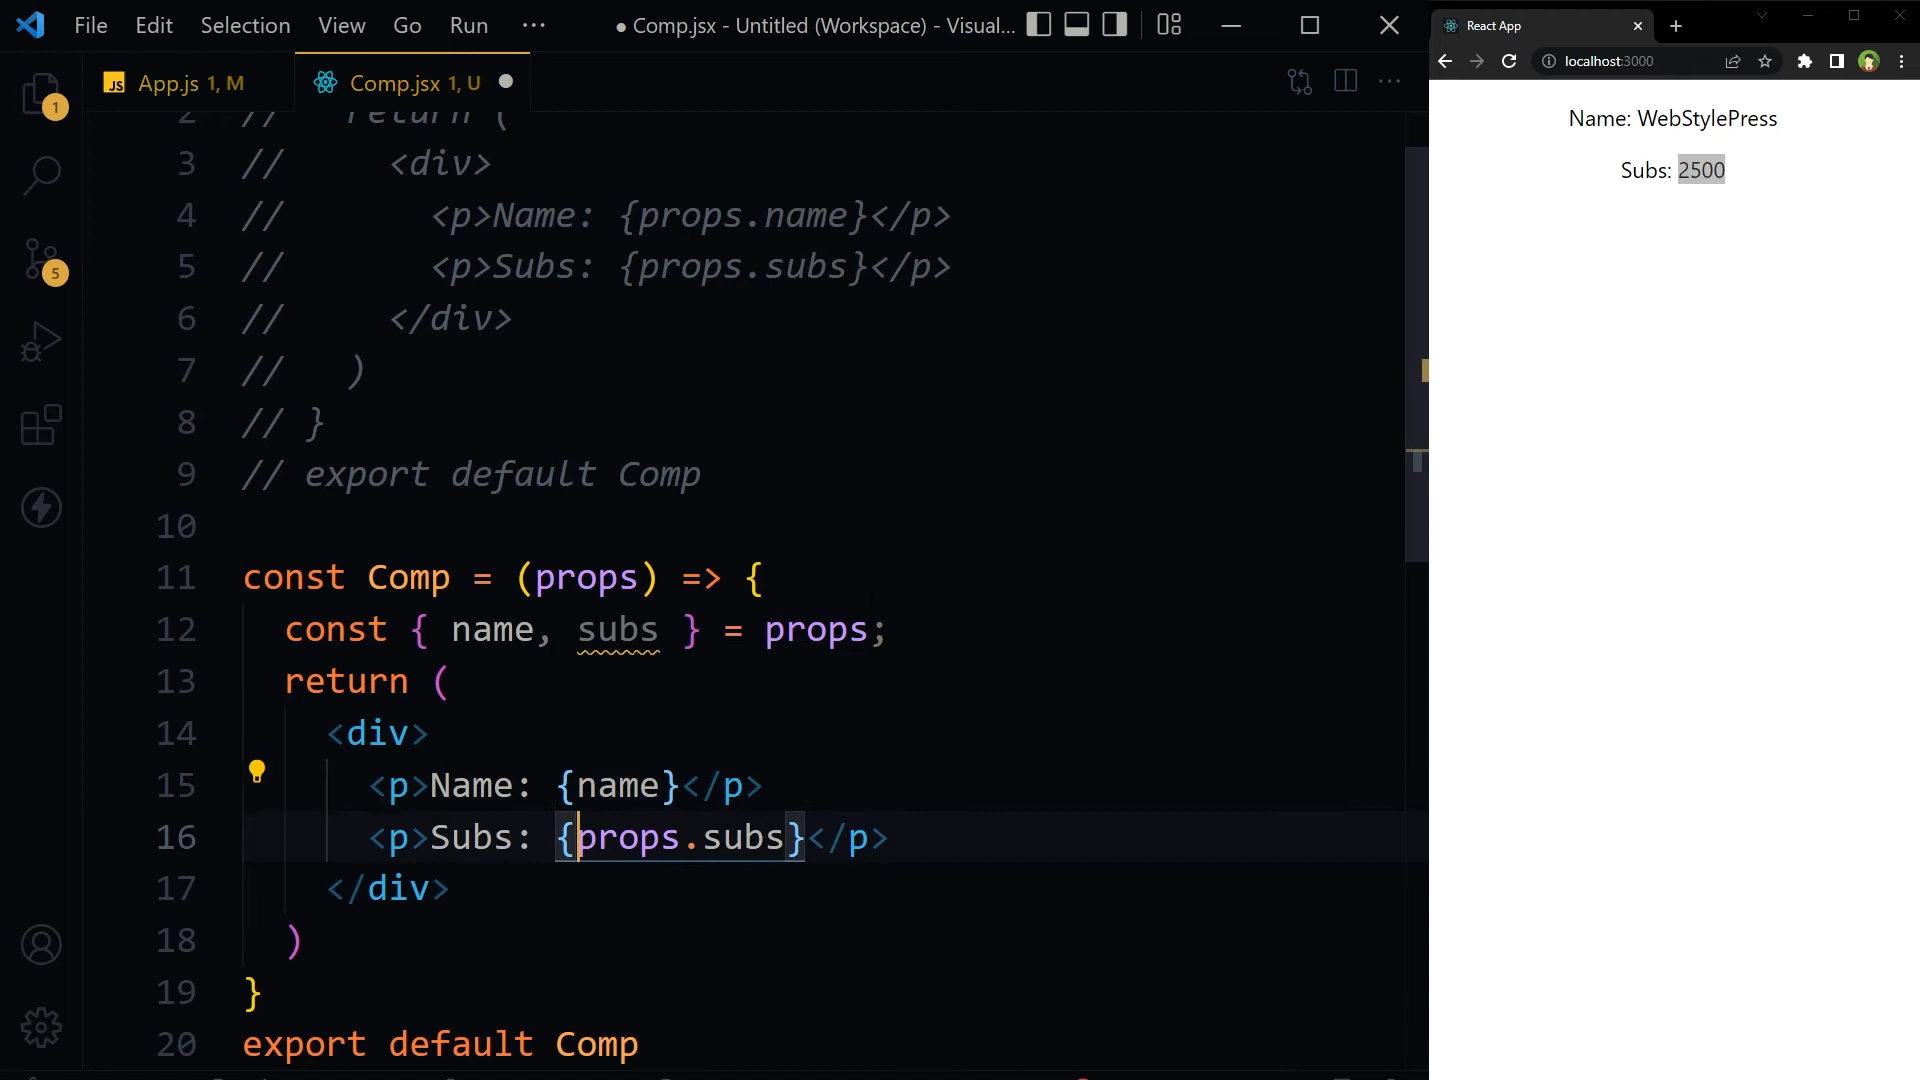 File Edit Selection View Go Run ··· ● Comp.jsx - Untitled (Workspace) - Visual...
JS App.js 1, M Comp.jsx 1, U
1
5
2 // return (
3 // <div>
4 // <p>Name: {props.name}</p>
5 // <p>Subs: {props.subs}</p>
6 // </div>
7 // )
8 // }
9 // export default Comp
10
11 const Comp = (props) => {
12 const { name, subs } = props;
13 return (
14 <div>
15 <p>Name: {name}</p>
16 <p>Subs: {props.subs}</p>
17 </div>
18 )
19 }
20 export default Comp
React App
localhost:3000
Name: WebStylePress
Subs: 2500